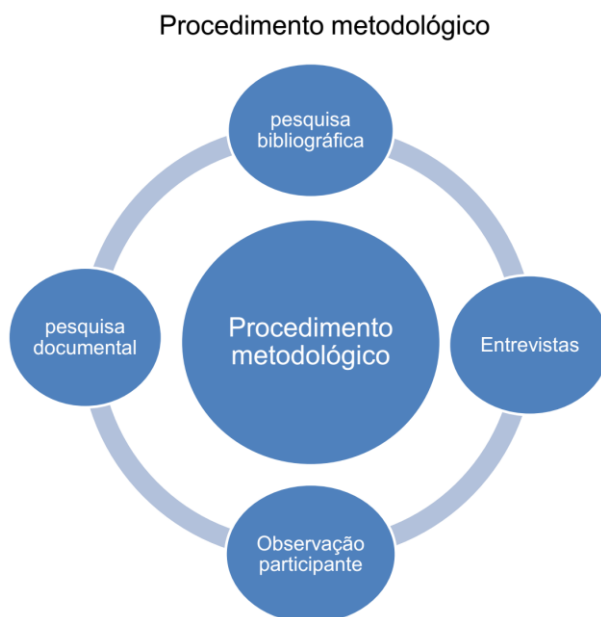 Procedimento metodológico
pesquisa
bibliográfica
pesquisa
documental
Procedimento
metodológico
Entrevistas
Observação
participante